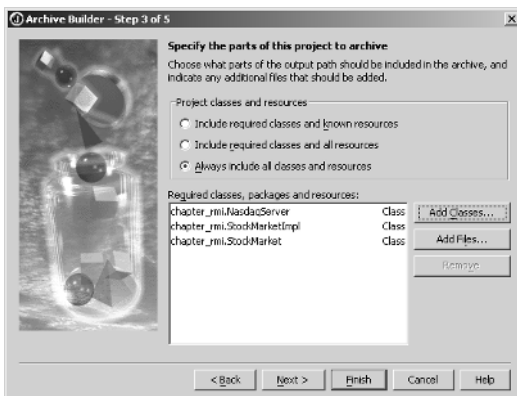 Archive Builder - Step 3 of 5
Specify the parts of this project to archive
Choose what parts of the output path should be included in the archive, and
indicate any additional files that should be added.
Project classes and resources
Include required classes and known resources
Include required classes and all resources
Always include all classes and resources
Required classes, packages and resources:
chapter_rmi.NasdaqServer Class
chapter_rmi.StockMarketImpl Class
chapter_rmi.StockMarket Class
Add Classes...
Add Files...
Remove
< Back Next > Finish Cancel Help